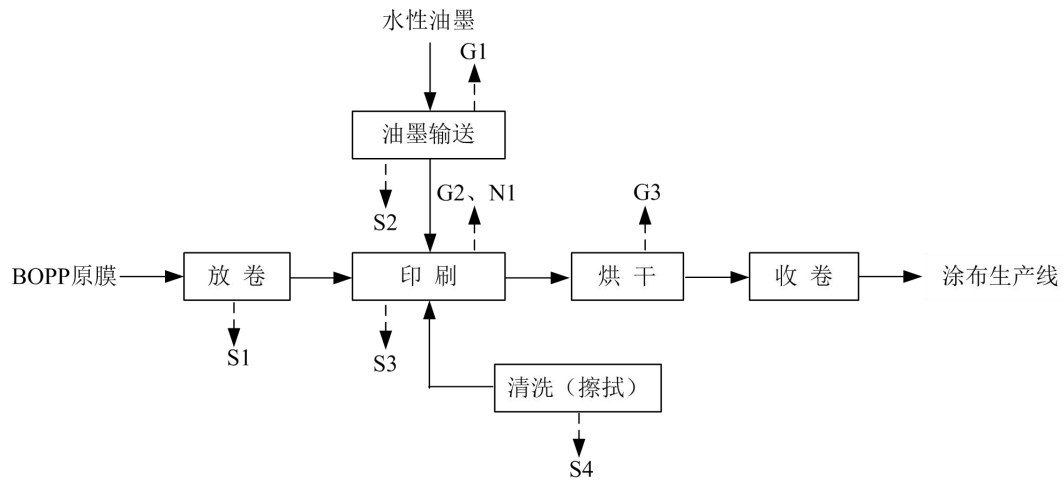 水性油墨
G1
油墨输送
S2
G2、N1
G3
BOPP原膜
放 卷
印 刷
烘 干
收 卷
涂布生产线
S1
S3
清洗（擦拭）
S4